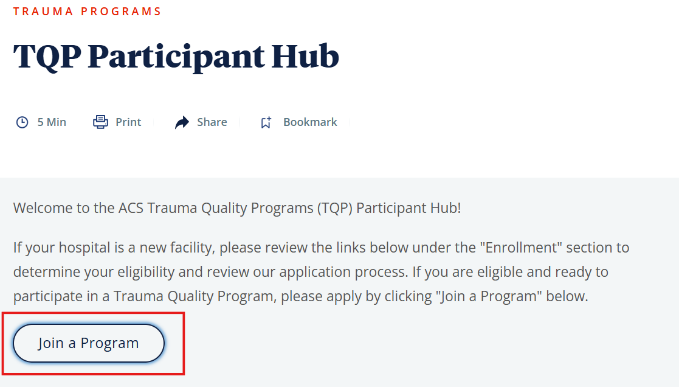 TRAUMA PROGRAMS
TQP Participant Hub
5 Min Print Share Bookmark
Welcome to the ACS Trauma Quality Programs (TQP) Participant Hub!
If your hospital is a new facility, please review the links below under the "Enrollment" section to
determine your eligibility and review our application process. If you are eligible and ready to
participate in a Trauma Quality Program, please apply by clicking "Join a Program" below.
Join a Program